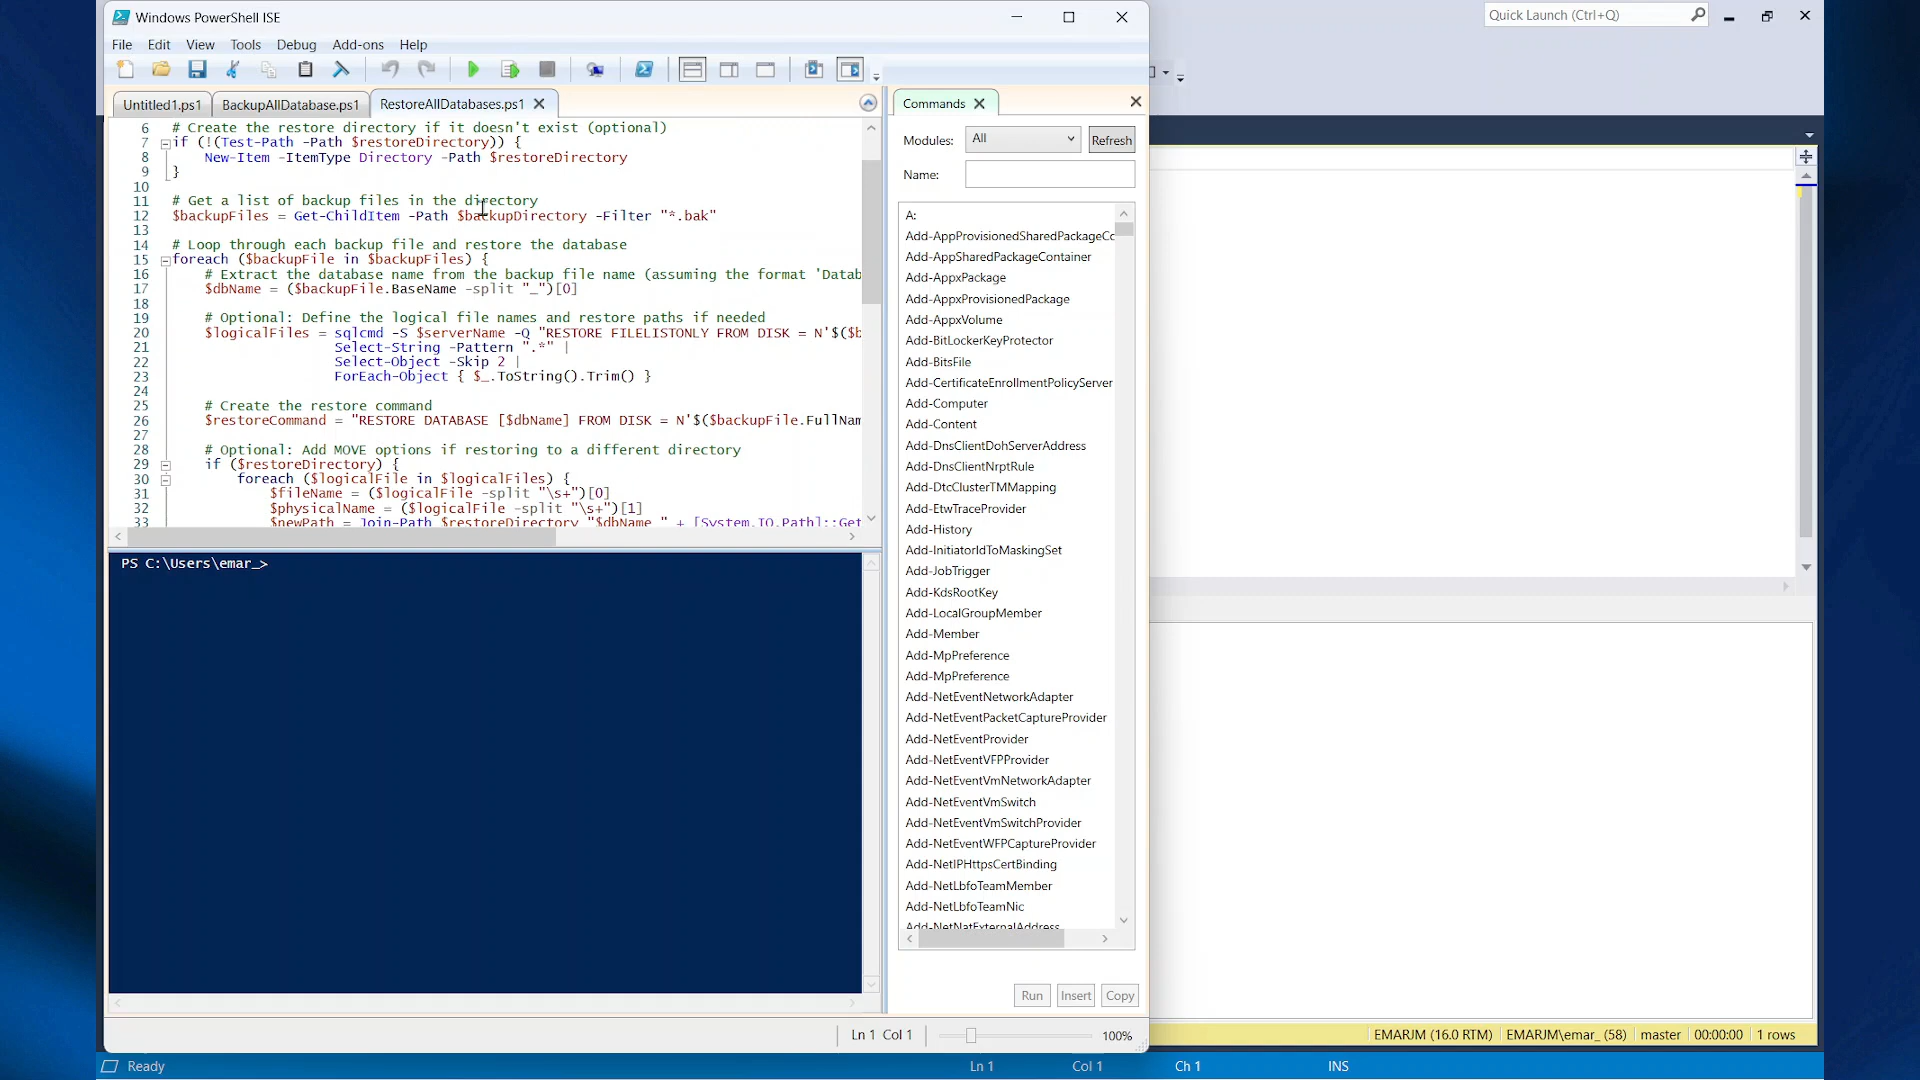 Windows PowerShell ISE
Quick Launch (Ctrl+Q)
File Edit View Tools Debug Add-ons Help
Untitled1.ps1 BackupAllDatabase.ps1 RestoreAllDatabases.ps1
6 # Create the restore directory if it doesn't exist (optional)
7 if (!(Test-Path -Path $restoreDirectory)) {
8 New-Item -ItemType Directory -Path $restoreDirectory
9 }
10
11 # Get a list of backup files in the directory
12 $backupFiles = Get-ChildItem -Path $backupDirectory -Filter "*.bak"
13
14 # Loop through each backup file and restore the database
15 foreach ($backupFile in $backupFiles) {
16 # Extract the database name from the backup file name (assuming the format 'Datab
17 $dbName = ($backupFile.BaseName -split "_")[0]
18
19 # Optional: Define the logical file names and restore paths if needed
20 $logicalFiles = sqlcmd -S $serverName -Q "RESTORE FILELISTONLY FROM DISK = N'$($b
21 Select-String -Pattern ".*" |
22 Select-Object -Skip 2 |
23 ForEach-Object { $_.ToString().Trim() }
24
25 # Create the restore command
26 $restoreCommand = "RESTORE DATABASE [$dbName] FROM DISK = N'$($backupFile.FullNam
27
28 # Optional: Add MOVE options if restoring to a different directory
29 if ($restoreDirectory) {
30 foreach ($logicalFile in $logicalFiles) {
31 $fileName = ($logicalFile -split "\s+")[0]
32 $physicalName = ($logicalFile -split "\s+")[1]
33 $newPath = Join-Path $restoreDirectory "$dbName_" + [System.IO.Path]::Get
PS C:\Users\emar_>
Commands
Modules: All Refresh
Name:
A:
Add-AppProvisionedSharedPackageCo
Add-AppSharedPackageContainer
Add-AppxPackage
Add-AppxProvisionedPackage
Add-AppxVolume
Add-BitLockerKeyProtector
Add-BitsFile
Add-CertificateEnrollmentPolicyServer
Add-Computer
Add-Content
Add-DnsClientDohServerAddress
Add-DnsClientNrptRule
Add-DtcClusterTMMapping
Add-EtwTraceProvider
Add-History
Add-InitiatorIdToMaskingSet
Add-JobTrigger
Add-KdsRootKey
Add-LocalGroupMember
Add-Member
Add-MpPreference
Add-MpPreference
Add-NetEventNetworkAdapter
Add-NetEventPacketCaptureProvider
Add-NetEventProvider
Add-NetEventVFPProvider
Add-NetEventVmNetworkAdapter
Add-NetEventVmSwitch
Add-NetEventVmSwitchProvider
Add-NetEventWFPCaptureProvider
Add-NetIPHttpsCertBinding
Add-NetLbfoTeamMember
Add-NetLbfoTeamNic
Add-NetNatExternalAddress
Run Insert Copy
Ln 1 Col 1 100%
EMARJM (16.0 RTM) EMARJM\emar_ (58) master 00:00:00 1 rows
Ready Ln 1 Col 1 Ch 1 INS